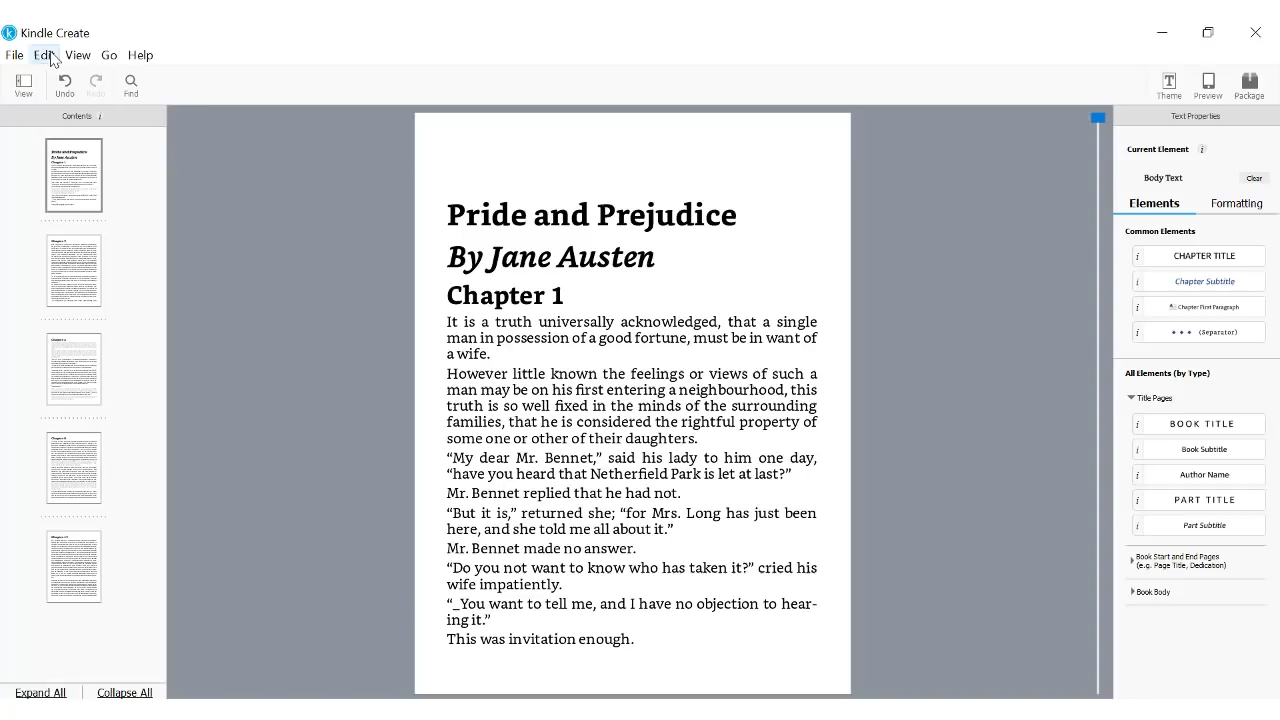 Kindle Create
File Edit View Go Help
View Undo Redo Find Theme Preview Package
Contents i
Text Properties
Current Element i
Body Text Clear
Elements Formatting
Common Elements
i CHAPTER TITLE
i Chapter Subtitle
i Chapter First Paragraph
i (Separator)
All Elements (by Type)
Title Pages
i BOOK TITLE
i Book Subtitle
i Author Name
i PART TITLE
i Part Subtitle
Book Start and End Pages
(e.g. Page Title, Dedication)
Book Body
Pride and Prejudice
By Jane Austen
Chapter 1
It is a truth universally acknowledged, that a single
man in possession of a good fortune, must be in want of
a wife.
However little known the feelings or views of such a
man may be on his first entering a neighbourhood, this
truth is so well fixed in the minds of the surrounding
families, that he is considered the rightful property of
some one or other of their daughters.
“My dear Mr. Bennet,” said his lady to him one day,
“have you heard that Netherfield Park is let at last?”
Mr. Bennet replied that he had not.
“But it is,” returned she; “for Mrs. Long has just been
here, and she told me all about it.”
Mr. Bennet made no answer.
“Do you not want to know who has taken it?” cried his
wife impatiently.
“_You want to tell me, and I have no objection to hear-
ing it.”
This was invitation enough.
Expand All Collapse All